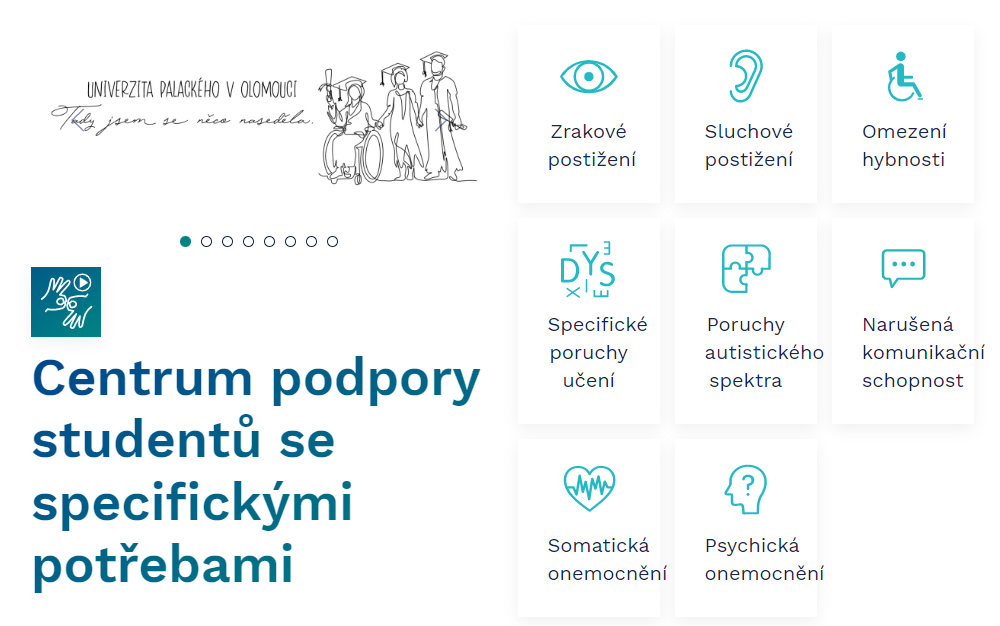 UNIVERZITA PALACKÉHO V OLOMOUCI
Tady jsem se něco naseděla.
Centrum podpory
studentů se
specifickými
potřebami
Zrakové
postižení
Sluchové
postižení
Omezení
hybnosti
DYS
EXIE
Specifické
poruchy
učení
Poruchy
autistického
spektra
Narušená
komunikační
schopnost
Somatická
onemocnění
?
Psychická
onemocnění